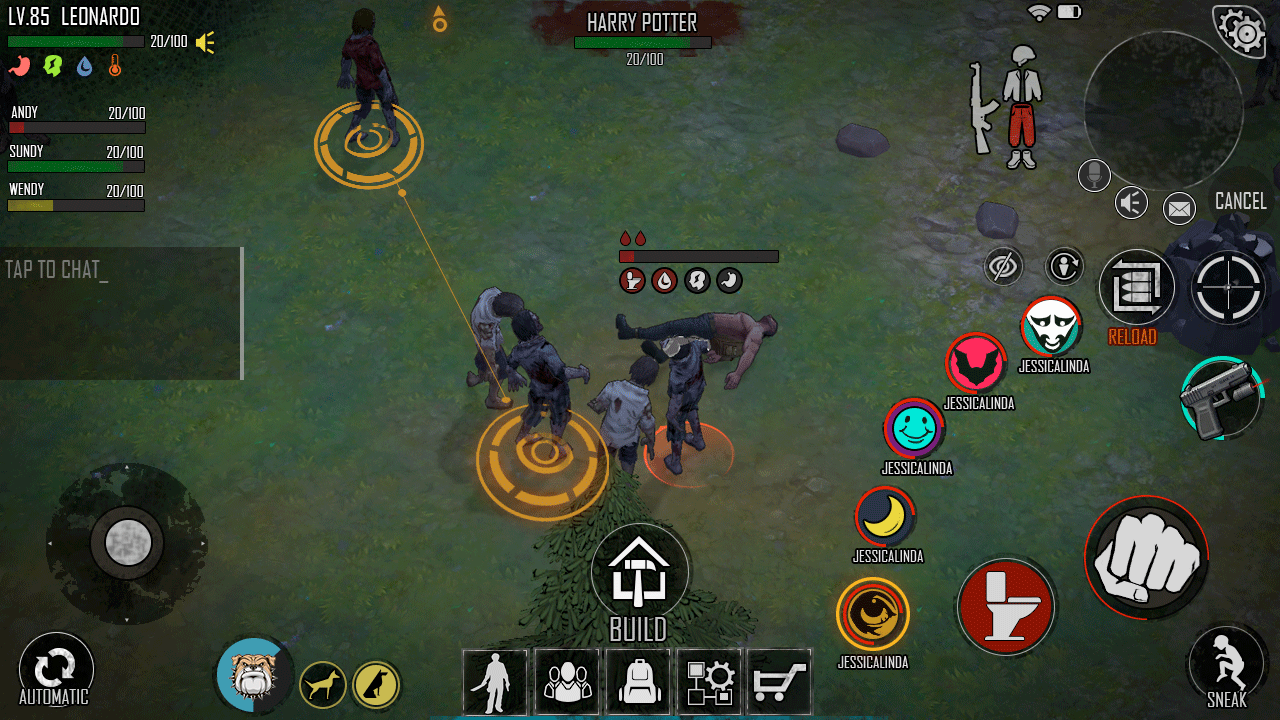 LV.85 LEONARDO
20/100
HARRY POTTER
20/100
ANDY 20/100
SUNDY 20/100
WENDY 20/100
CANCEL
TAP TO CHAT_
RELOAD
JESSICALINDA
JESSICALINDA
JESSICALINDA
JESSICALINDA
BUILD
JESSICALINDA
AUTOMATIC
SNEAK